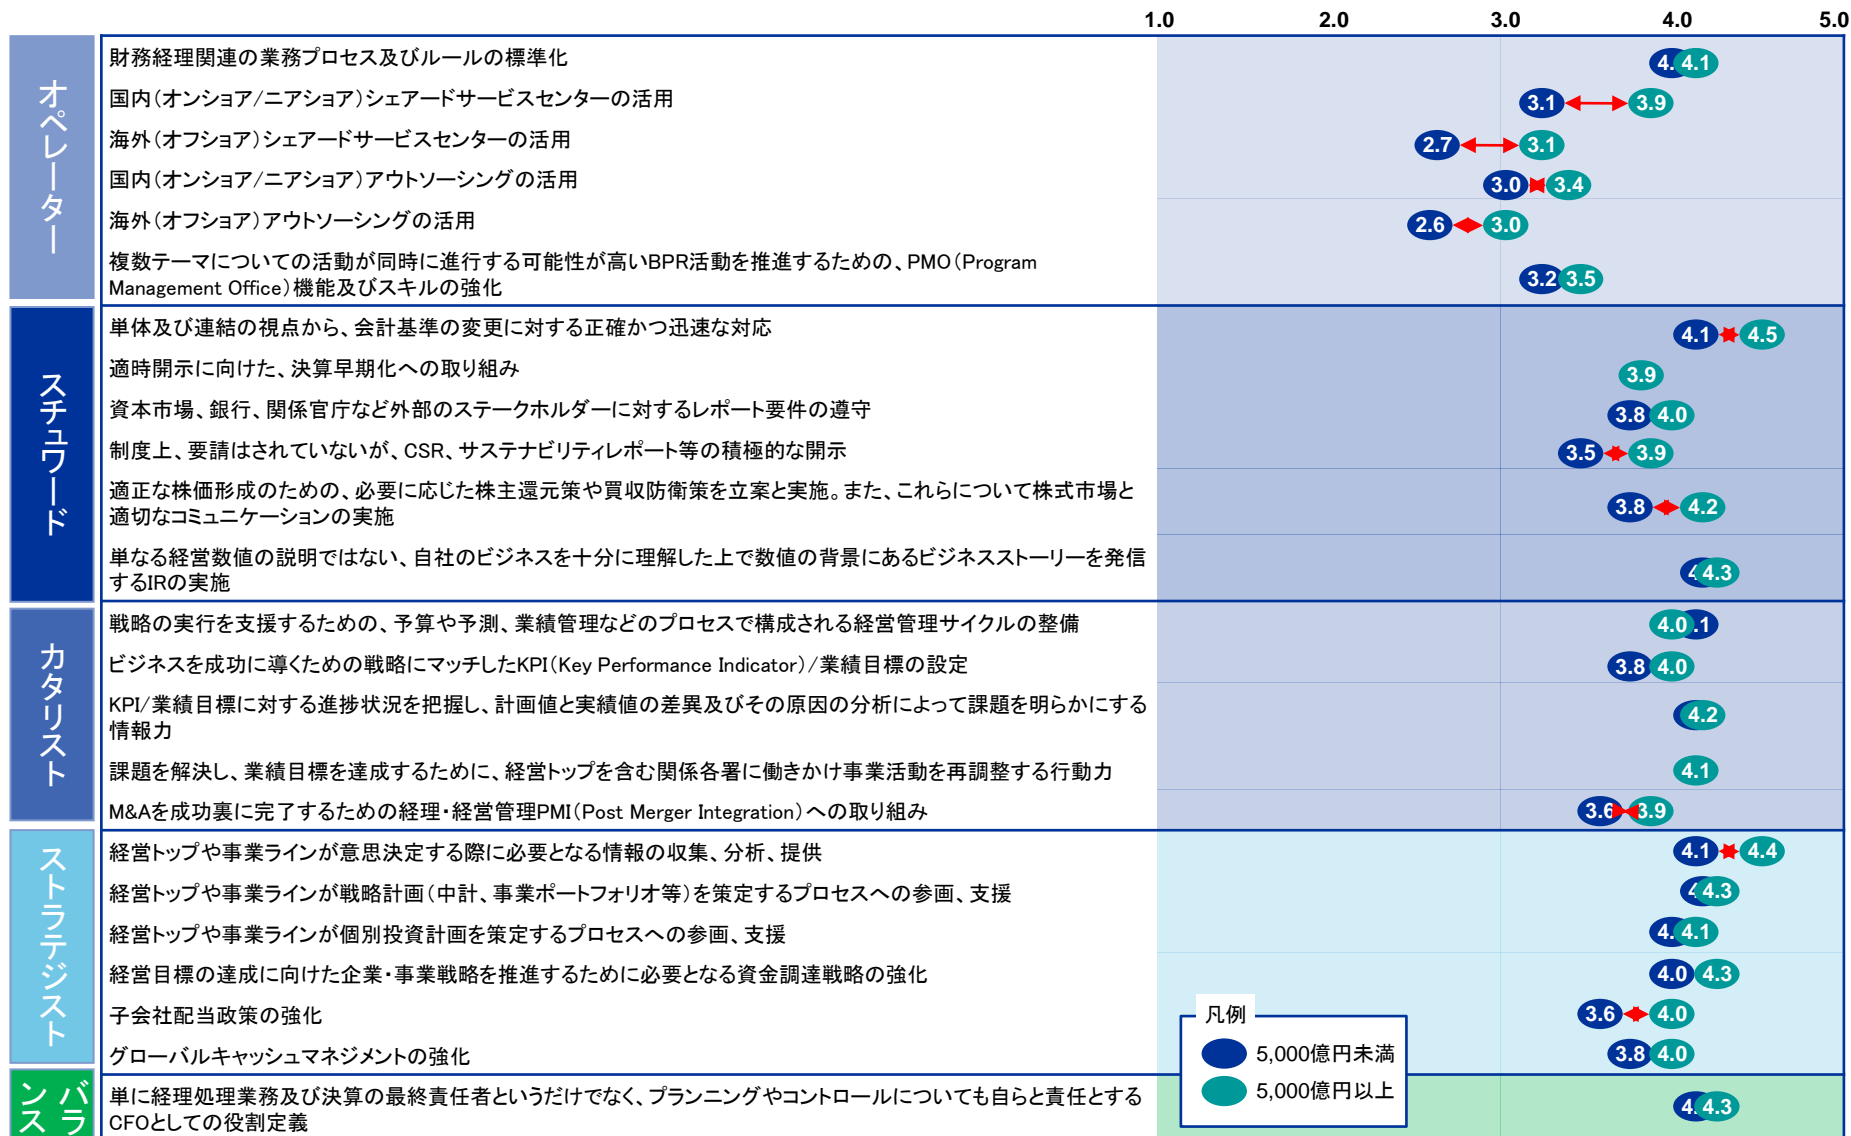 1.0 2.0 3.0 4.0 5.0
オペレーター
財務経理関連の業務プロセス及びルールの標準化
4. 4.1
国内（オンショア/ニアショア）シェアードサービスセンターの活用
3.1 3.9
海外（オフショア）シェアードサービスセンターの活用
2.7 3.1
国内（オンショア/ニアショア）アウトソーシングの活用
3.0 3.4
海外（オフショア）アウトソーシングの活用
2.6 3.0
複数テーマについての活動が同時に進行する可能性が高いBPR活動を推進するための、PMO（Program
Management Office）機能及びスキルの強化
3.2 3.5
スチュワード
単体及び連結の視点から、会計基準の変更に対する正確かつ迅速な対応
4.1 4.5
適時開示に向けた、決算早期化への取り組み
3.9
資本市場、銀行、関係官庁など外部のステークホルダーに対するレポート要件の遵守
3.8 4.0
制度上、要請はされていないが、CSR、サステナビリティレポート等の積極的な開示
3.5 3.9
適正な株価形成のための、必要に応じた株主還元策や買収防衛策を立案と実施。また、これらについて株式市場と
適切なコミュニケーションの実施
3.8 4.2
単なる経営数値の説明ではない、自社のビジネスを十分に理解した上で数値の背景にあるビジネスストーリーを発信
するIRの実施
4 4.3
カタリスト
戦略の実行を支援するための、予算や予測、業績管理などのプロセスで構成される経営管理サイクルの整備
4.0 .1
ビジネスを成功に導くための戦略にマッチしたKPI（Key Performance Indicator）/業績目標の設定
3.8 4.0
KPI/業績目標に対する進捗状況を把握し、計画値と実績値の差異及びその原因の分析によって課題を明らかにする
情報力
4.2
課題を解決し、業績目標を達成するために、経営トップを含む関係各署に働きかけ事業活動を再調整する行動力
4.1
M&Aを成功裏に完了するための経理・経営管理PMI（Post Merger Integration）への取り組み
3.6 3.9
ストラテジスト
経営トップや事業ラインが意思決定する際に必要となる情報の収集、分析、提供
4.1 4.4
経営トップや事業ラインが戦略計画（中計、事業ポートフォリオ等）を策定するプロセスへの参画、支援
4 4.3
経営トップや事業ラインが個別投資計画を策定するプロセスへの参画、支援
4. 4.1
経営目標の達成に向けた企業・事業戦略を推進するために必要となる資金調達戦略の強化
4.0 4.3
子会社配当政策の強化
3.6 4.0
グローバルキャッシュマネジメントの強化
3.8 4.0
バラ
ンス
単に経理処理業務及び決算の最終責任者というだけでなく、プランニングやコントロールについても自らと責任とする
CFOとしての役割定義
4. 4.3
凡例
5,000億円未満
5,000億円以上